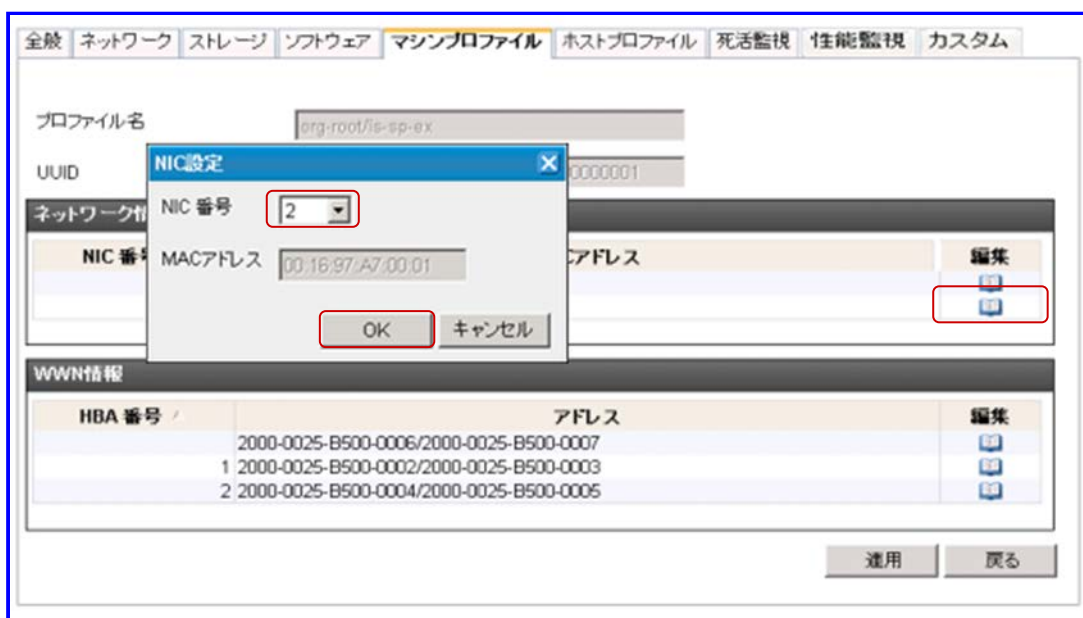 全般 ネットワーク ストレージ ソフトウェア マシンプロファイル ホストプロファイル 死活監視 性能監視 カスタム
プロファイル名 org-root/is-sp-ex
UUID 0000001
NIC設定
NIC 番号 2
MACアドレス 00:16:97:A7:00:01
OK キャンセル
ネットワーク情
NIC 番号 アドレス 編集
WWN情報
HBA 番号 アドレス 編集
2000-0025-B500-0006/2000-0025-B500-0007
1 2000-0025-B500-0002/2000-0025-B500-0003
2 2000-0025-B500-0004/2000-0025-B500-0005
適用 戻る